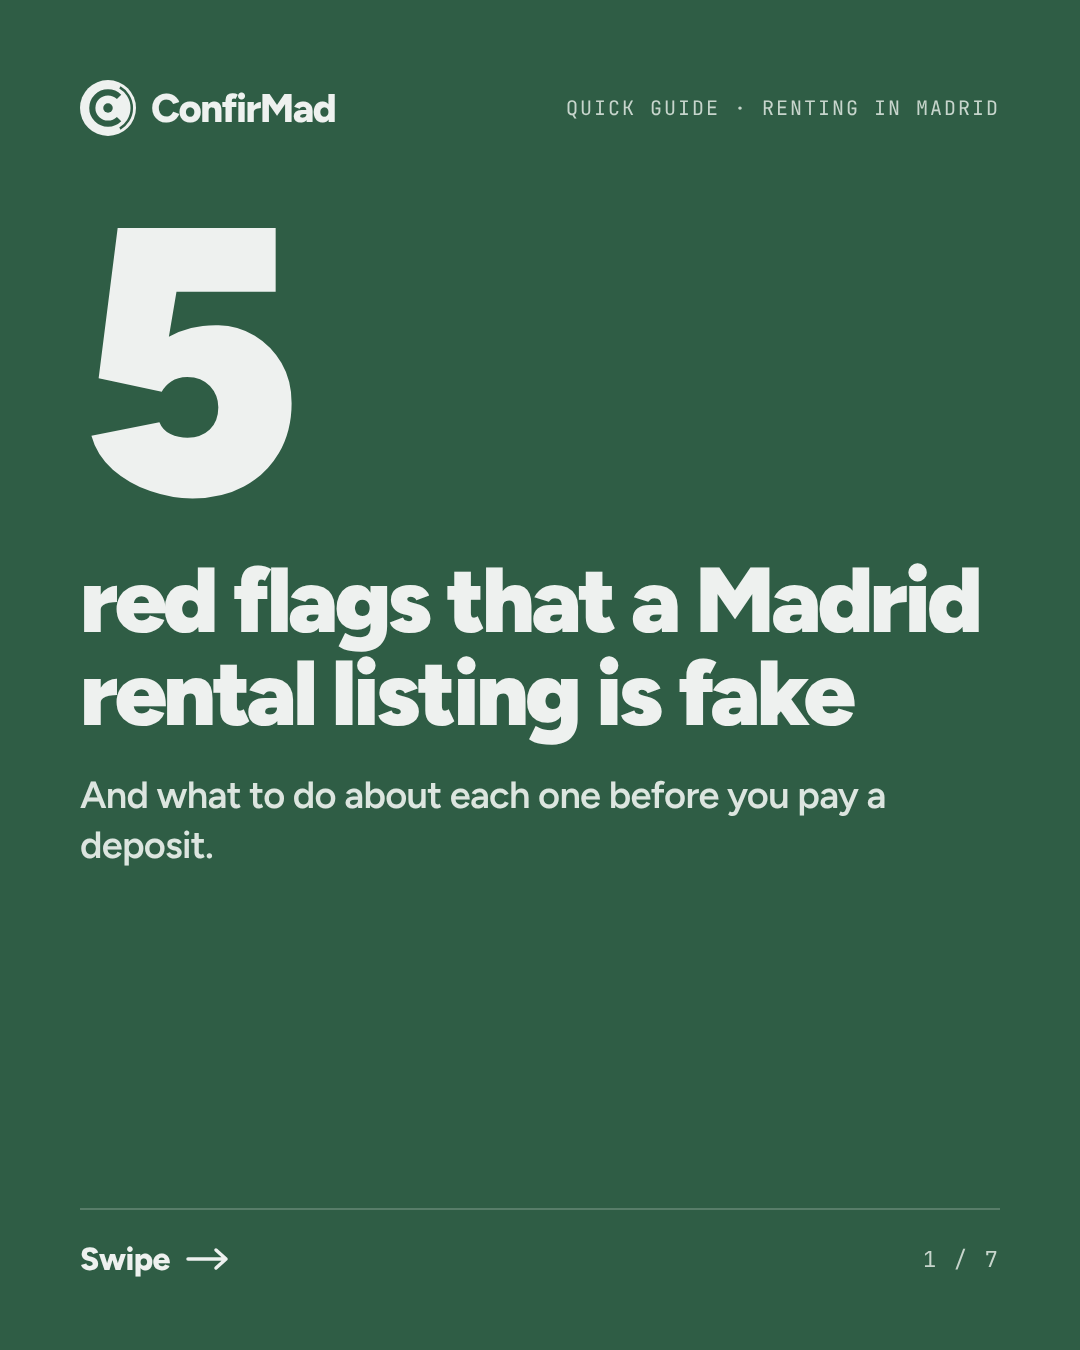 ConfirMad
QUICK GUIDE · RENTING IN MADRID
5
red flags that a Madrid
rental listing is fake
And what to do about each one before you pay a
deposit.
Swipe →
1 / 7